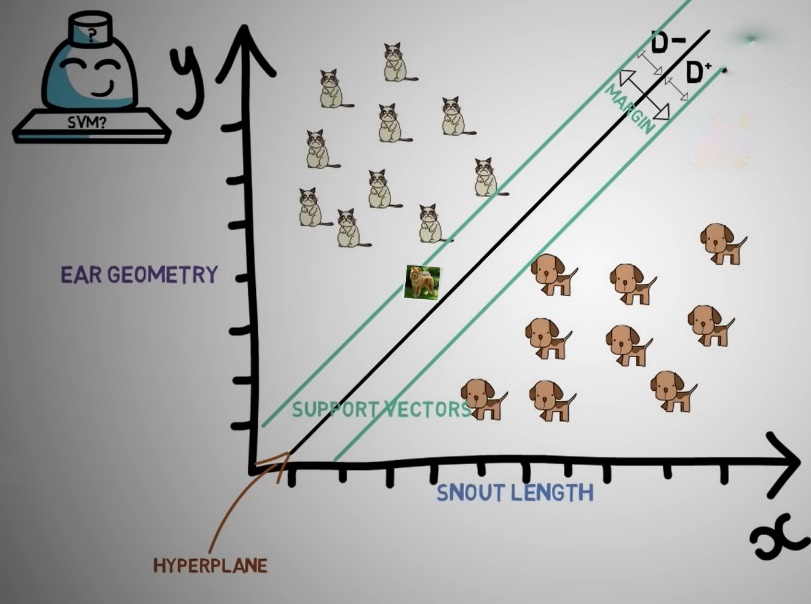 ?
SVM?
y
D-
D+
MARGIN
EAR GEOMETRY
SUPPORT VECTORS
SNOUT LENGTH
x
HYPERPLANE